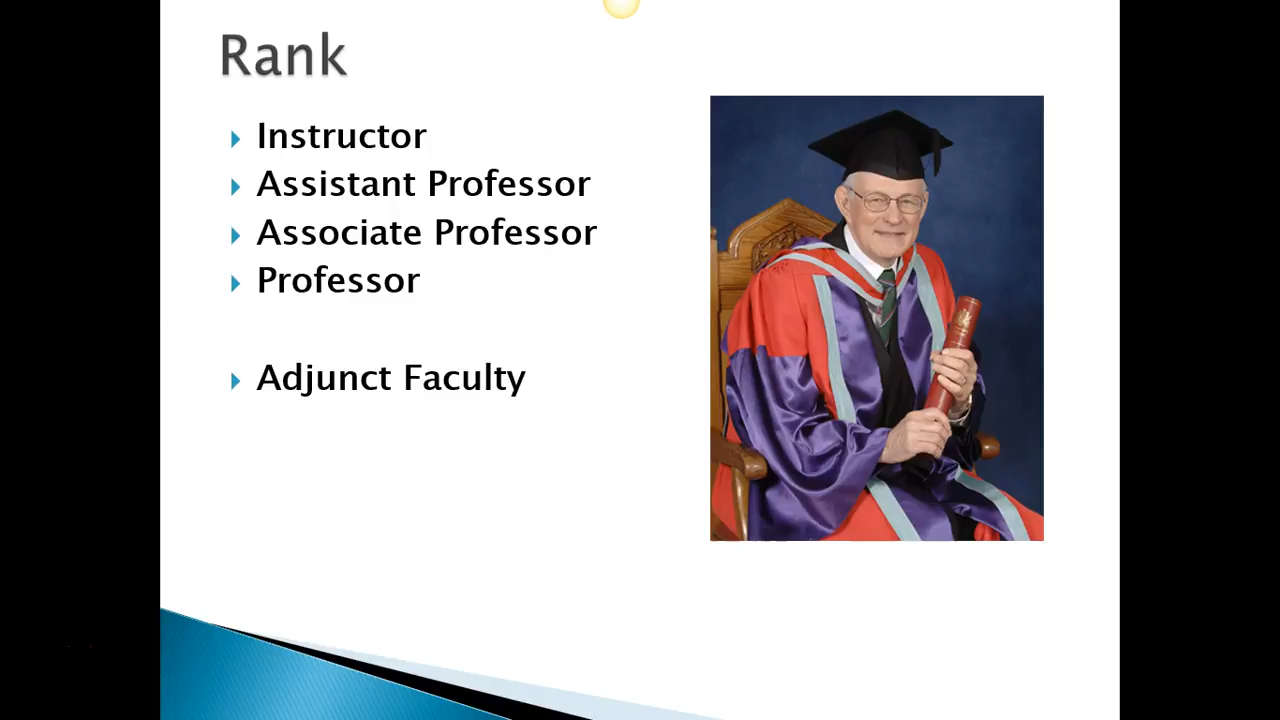 Rank
Instructor
Assistant Professor
Associate Professor
Professor
Adjunct Faculty